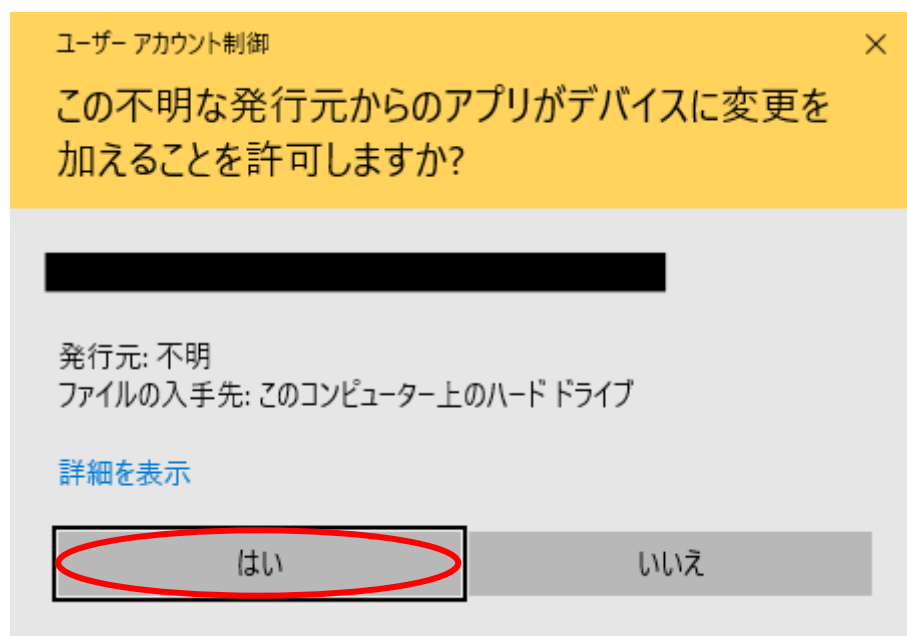 ユーザー アカウント制御
この不明な発行元からのアプリがデバイスに変更を
加えることを許可しますか?
発行元: 不明
ファイルの入手先: このコンピューター上のハード ドライブ
詳細を表示
はい
いいえ